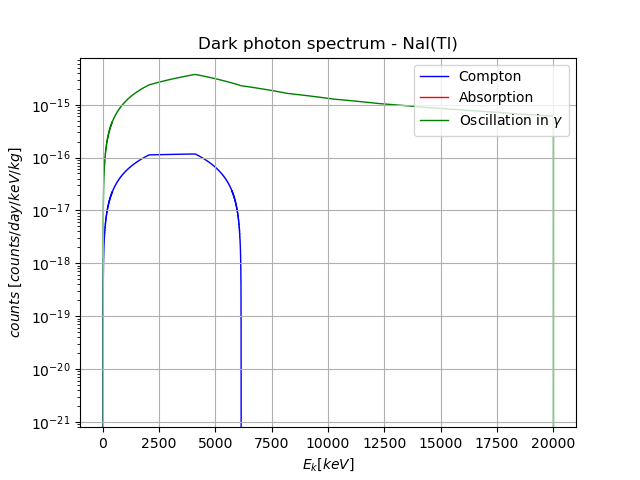 Dark photon spectrum - NaI(Tl)
Compton
Absorption
Oscillation in γ
counts [counts/day/keV/kg]
10⁻¹⁵
10⁻¹⁶
10⁻¹⁷
10⁻¹⁸
10⁻¹⁹
10⁻²⁰
10⁻²¹
0 2500 5000 7500 10000 12500 15000 17500 20000
E_k[keV]